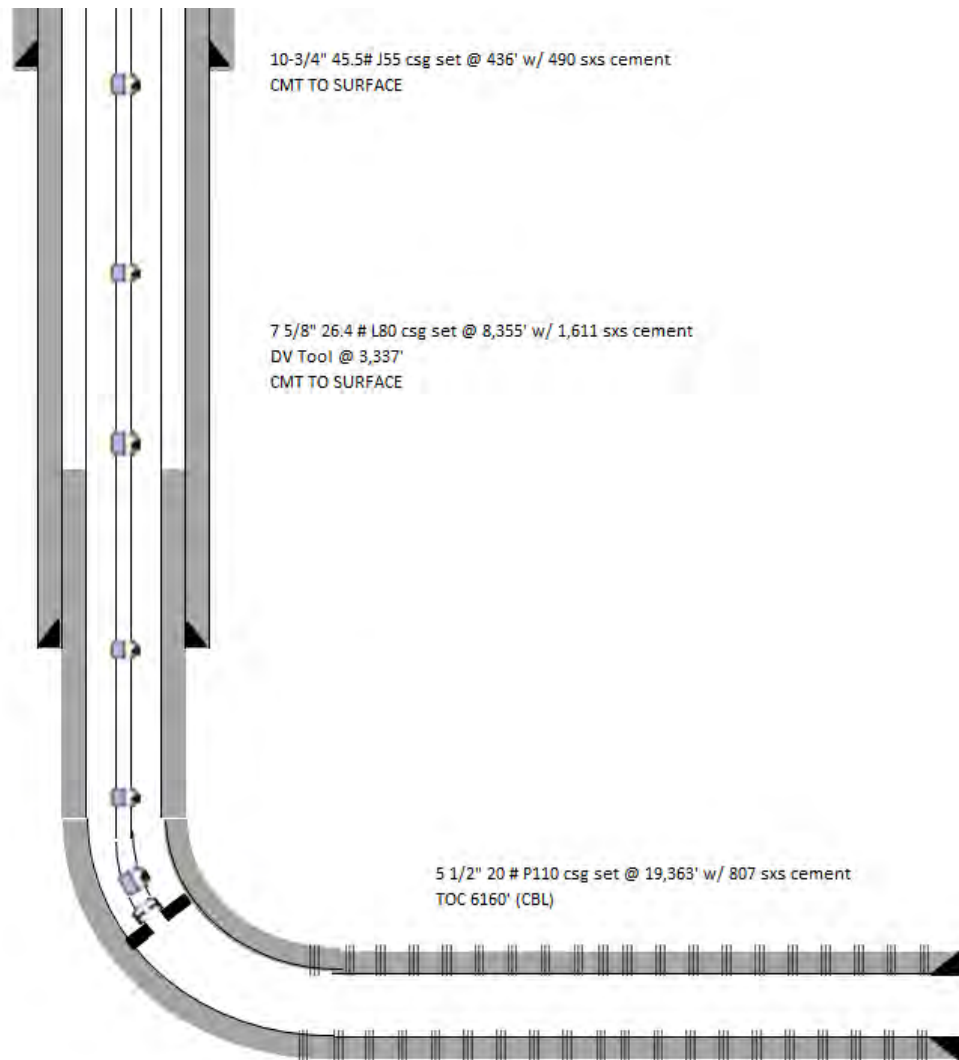 10-3/4" 45.5# J55 csg set @ 436' w/ 490 sxs cement
CMT TO SURFACE
7 5/8" 26.4 # L80 csg set @ 8,355' w/ 1,611 sxs cement
DV Tool @ 3,337'
CMT TO SURFACE
5 1/2" 20 # P110 csg set @ 19,363' w/ 807 sxs cement
TOC 6160' (CBL)